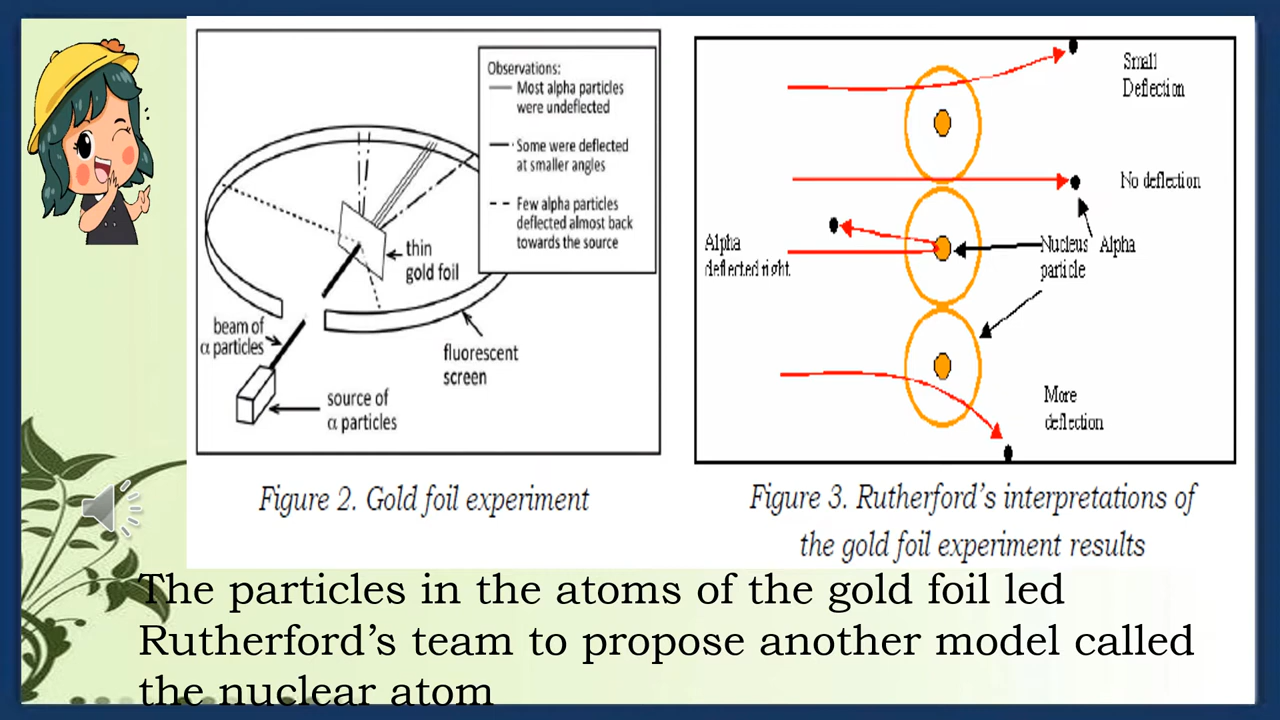 Observations:
Most alpha particles
were undeflected
Some were deflected
at smaller angles
Few alpha particles
deflected almost back
towards the source
thin
gold foil
beam of
α particles
fluorescent
screen
source of
α particles
Figure 2. Gold foil experiment
Small
Deflection
No deflection
Alpha
deflected right.
Nucleus Alpha
particle
More
deflection
Figure 3. Rutherford's interpretations of
the gold foil experiment results
The particles in the atoms of the gold foil led
Rutherford's team to propose another model called
the nuclear atom